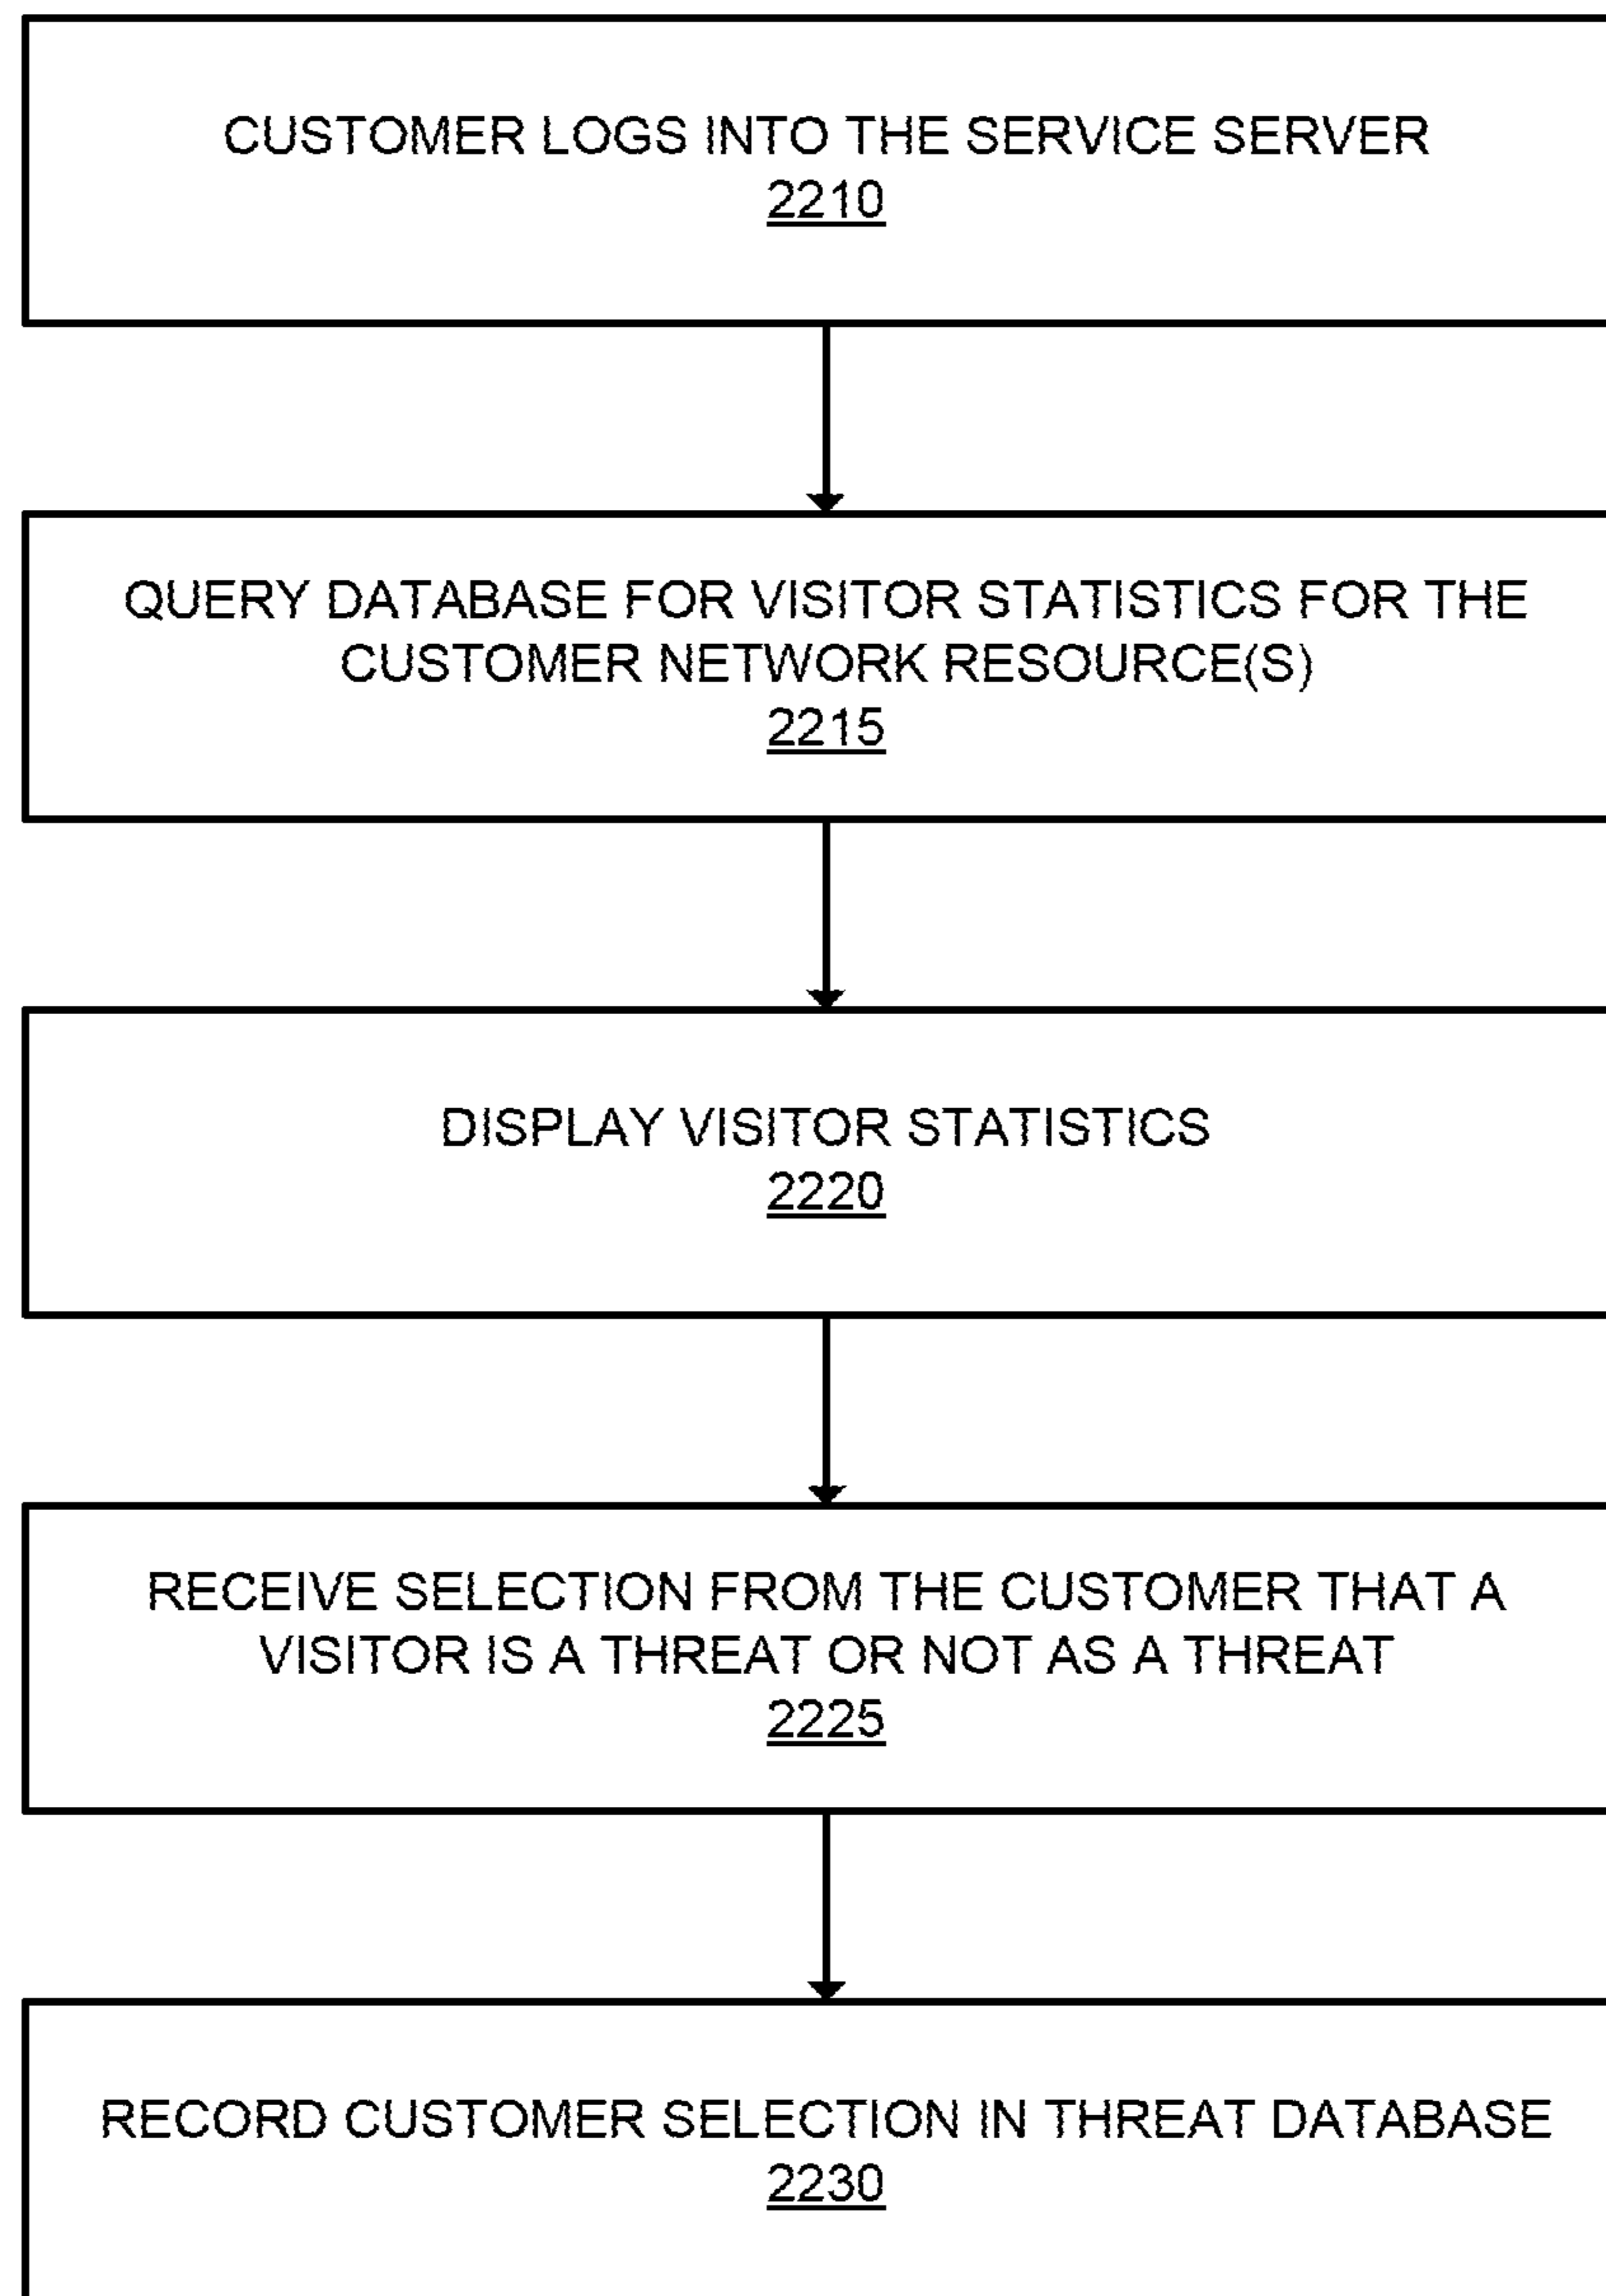 CUSTOMER LOGS INTO THE SERVICE SERVER
2210
QUERY DATABASE FOR VISITOR STATISTICS FOR THE
CUSTOMER NETWORK RESOURCE(S)
2215
DISPLAY VISITOR STATISTICS
2220
RECEIVE SELECTION FROM THE CUSTOMER THAT A
VISITOR IS A THREAT OR NOT AS A THREAT
2225
RECORD CUSTOMER SELECTION IN THREAT DATABASE
2230